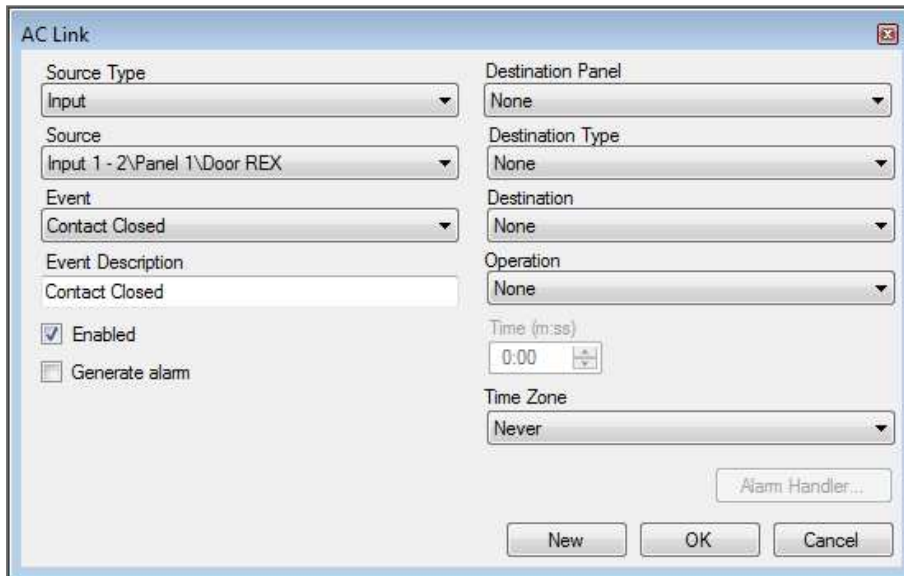 AC Link
Source Type
Input
Source
Input 1 - 2\Panel 1\Door REX
Event
Contact Closed
Event Description
Contact Closed
Enabled
Generate alarm
Destination Panel
None
Destination Type
None
Destination
None
Operation
None
Time (m:ss)
0:00
Time Zone
Never
Alarm Handler...
New
OK
Cancel